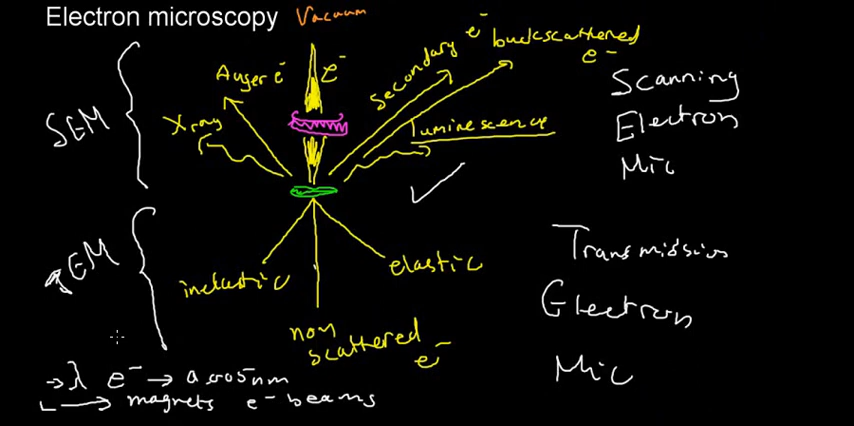 Electron microscopy Vacuum
SEM
X ray
Auger e-
e-
Secondary e-
backscattered
e-
luminescence
Scanning
Electron
Mic
TEM
inelastic
non
scattered
e-
elastic
Transmission
Electron
Mic
→ λ e- → a 0.005nm
→ magnets e- beams